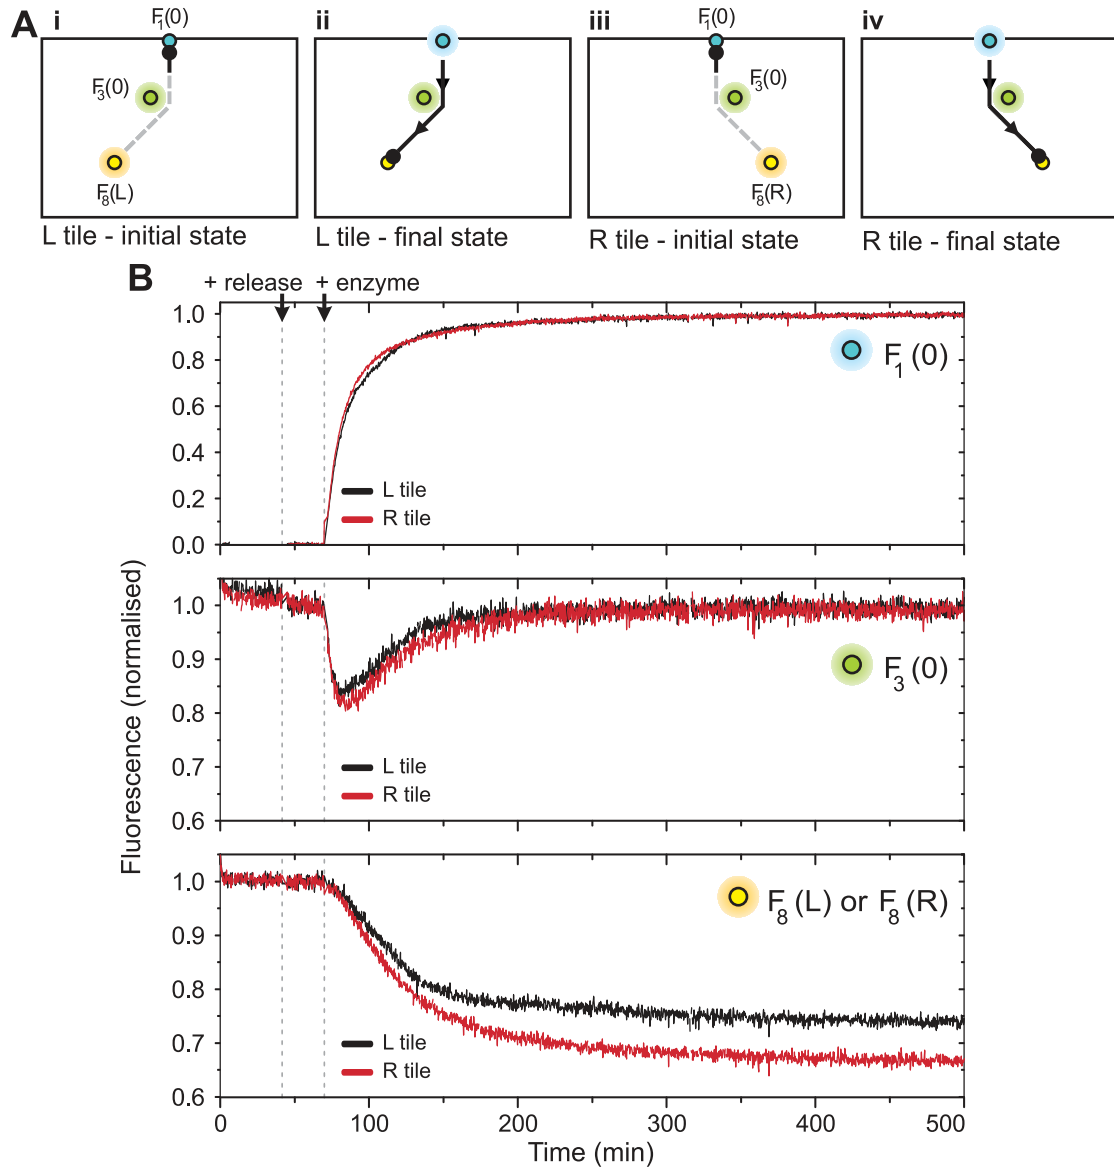 A
i
F1(0)
ii
iii
F1(0)
iv
F3(0)
F3(0)
F8(L)
F8(R)
L tile - initial state
L tile - final state
R tile - initial state
R tile - final state
B
+ release
+ enzyme
1.0
0.8
0.6
0.4
0.2
0.0
F1(0)
L tile
R tile
1.0
0.9
0.8
0.7
0.6
F3(0)
L tile
R tile
Fluorescence (normalised)
1.0
0.9
0.8
0.7
0.6
F8(L) or F8(R)
L tile
R tile
0
100
200
300
400
500
Time (min)